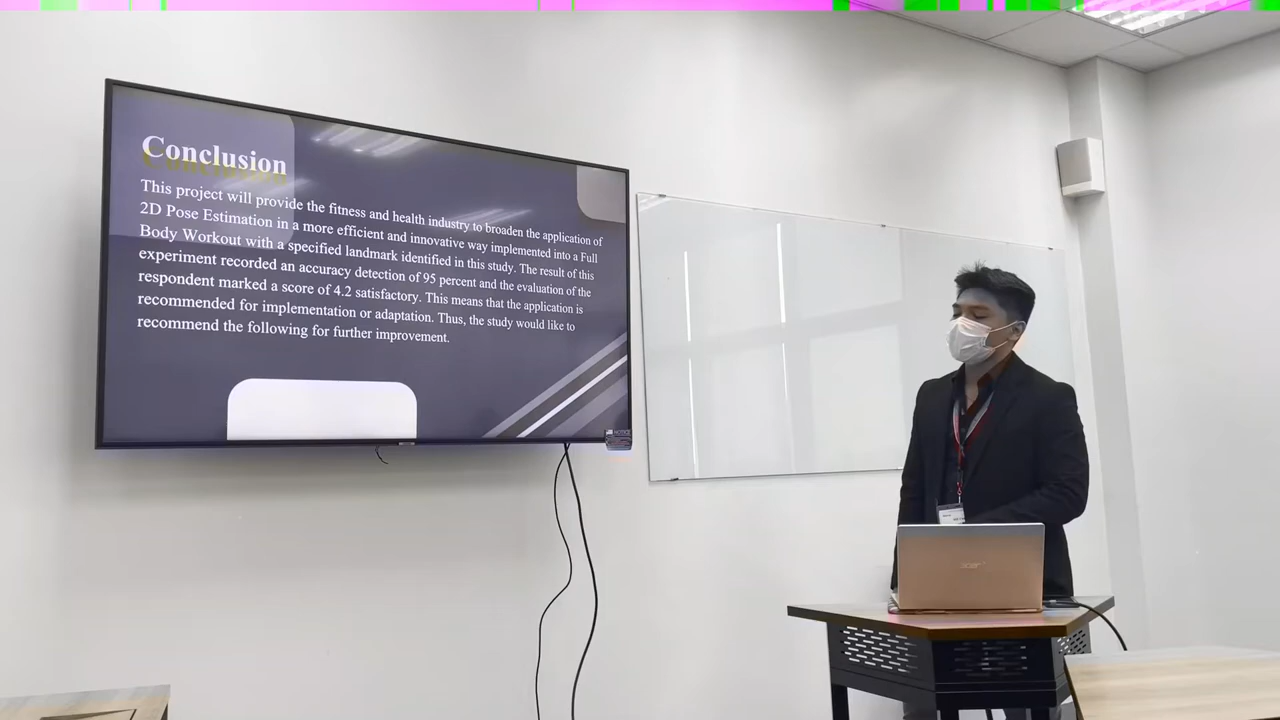 Conclusion
This project will provide the fitness and health industry to broaden the application of
2D Pose Estimation in a more efficient and innovative way implemented into a Full
Body Workout with a specified landmark identified in this study. The result of this
experiment recorded an accuracy detection of 95 percent and the evaluation of the
respondent marked a score of 4.2 satisfactory. This means that the application is
recommended for implementation or adaptation. Thus, the study would like to
recommend the following for further improvement.
NOTICE
acer